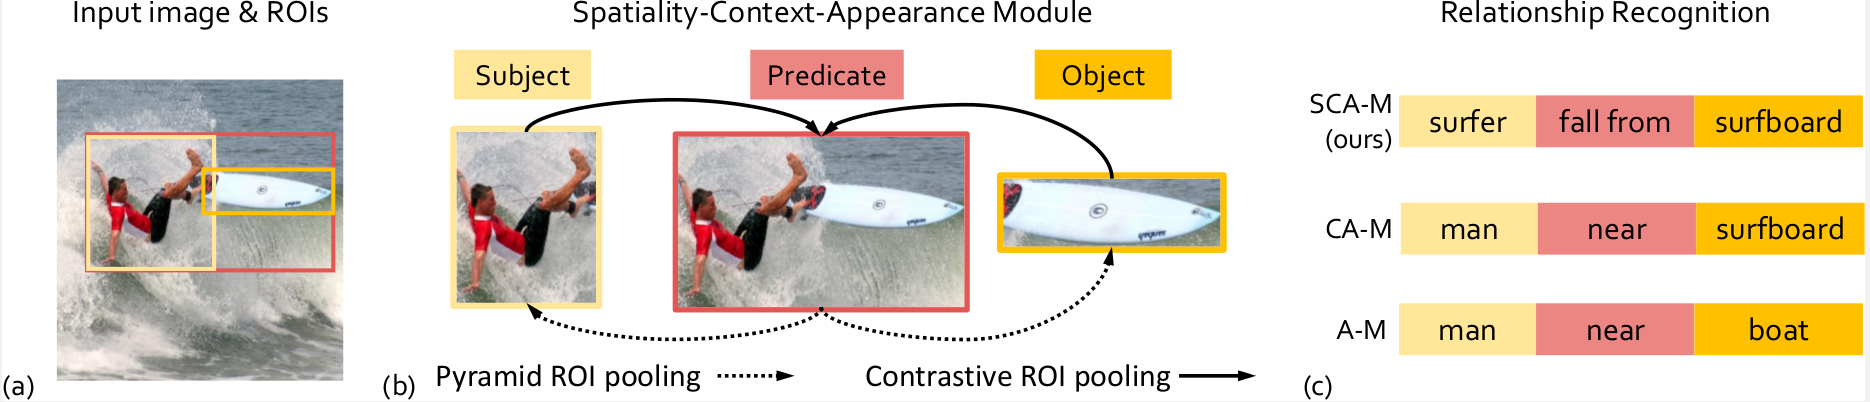 Input image & ROIs
Spatiality-Context-Appearance Module
Relationship Recognition
Subject
Predicate
Object
SCA-M
(ours)
surfer
fall from
surfboard
CA-M
man
near
surfboard
A-M
man
near
boat
(a)
(b)
Pyramid ROI pooling
Contrastive ROI pooling
(c)